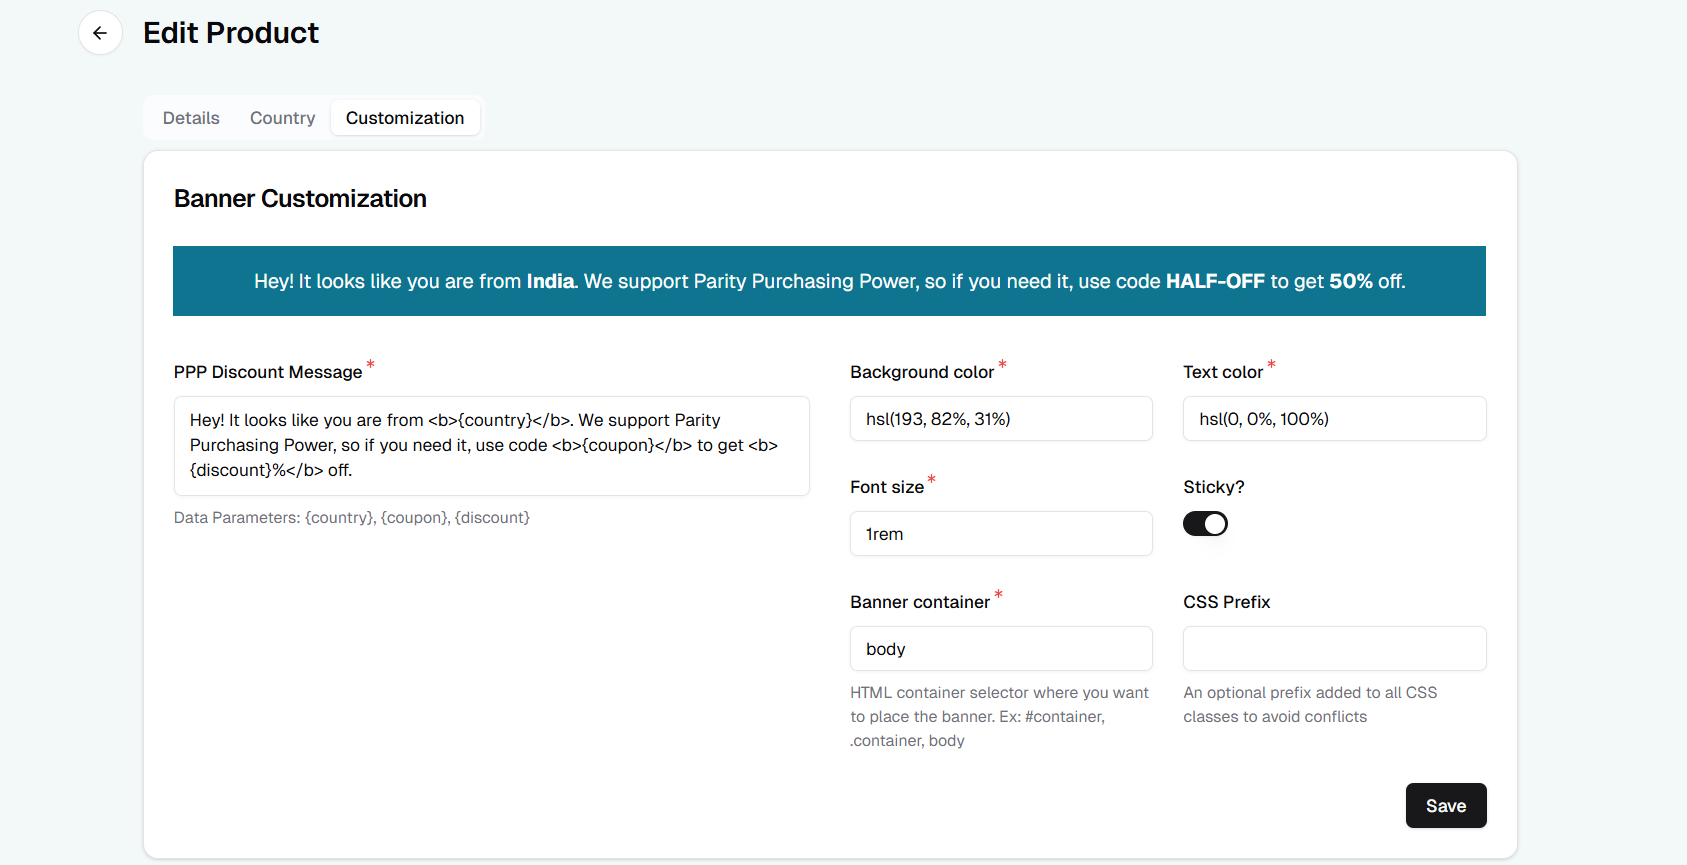 Edit Product
Details
Country
Customization
Banner Customization
Hey! It looks like you are from India. We support Parity Purchasing Power, so if you need it, use code HALF-OFF to get 50% off.
PPP Discount Message *
Hey! It looks like you are from <b>{country}</b>. We support Parity
Purchasing Power, so if you need it, use code <b>{coupon}</b> to get <b>
{discount}%</b> off.
Data Parameters: {country}, {coupon}, {discount}
Background color *
hsl(193, 82%, 31%)
Text color *
hsl(0, 0%, 100%)
Font size *
1rem
Sticky?
Banner container *
body
HTML container selector where you want
to place the banner. Ex: #container,
.container, body
CSS Prefix
An optional prefix added to all CSS
classes to avoid conflicts
Save